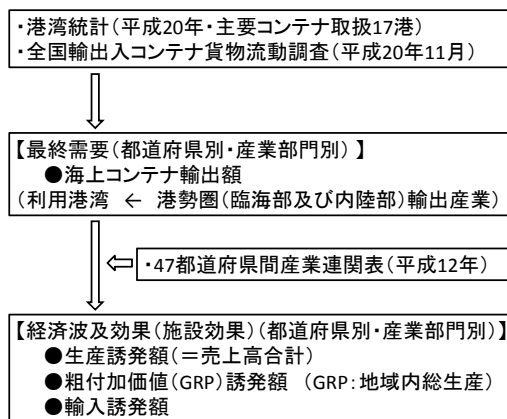 ・港湾統計(平成20年・主要コンテナ取扱17港)
・全国輸出入コンテナ貨物流動調査(平成20年11月)
【最終需要(都道府県別・産業部門別)】
●海上コンテナ輸出額
(利用港湾 ← 港勢圏(臨海部及び内陸部)輸出産業)
・47都道府県間産業連関表(平成12年)
【経済波及効果(施設効果)(都道府県別・産業部門別)】
●生産誘発額(=売上高合計)
●粗付加価値(GRP)誘発額 (GRP:地域内総生産)
●輸入誘発額